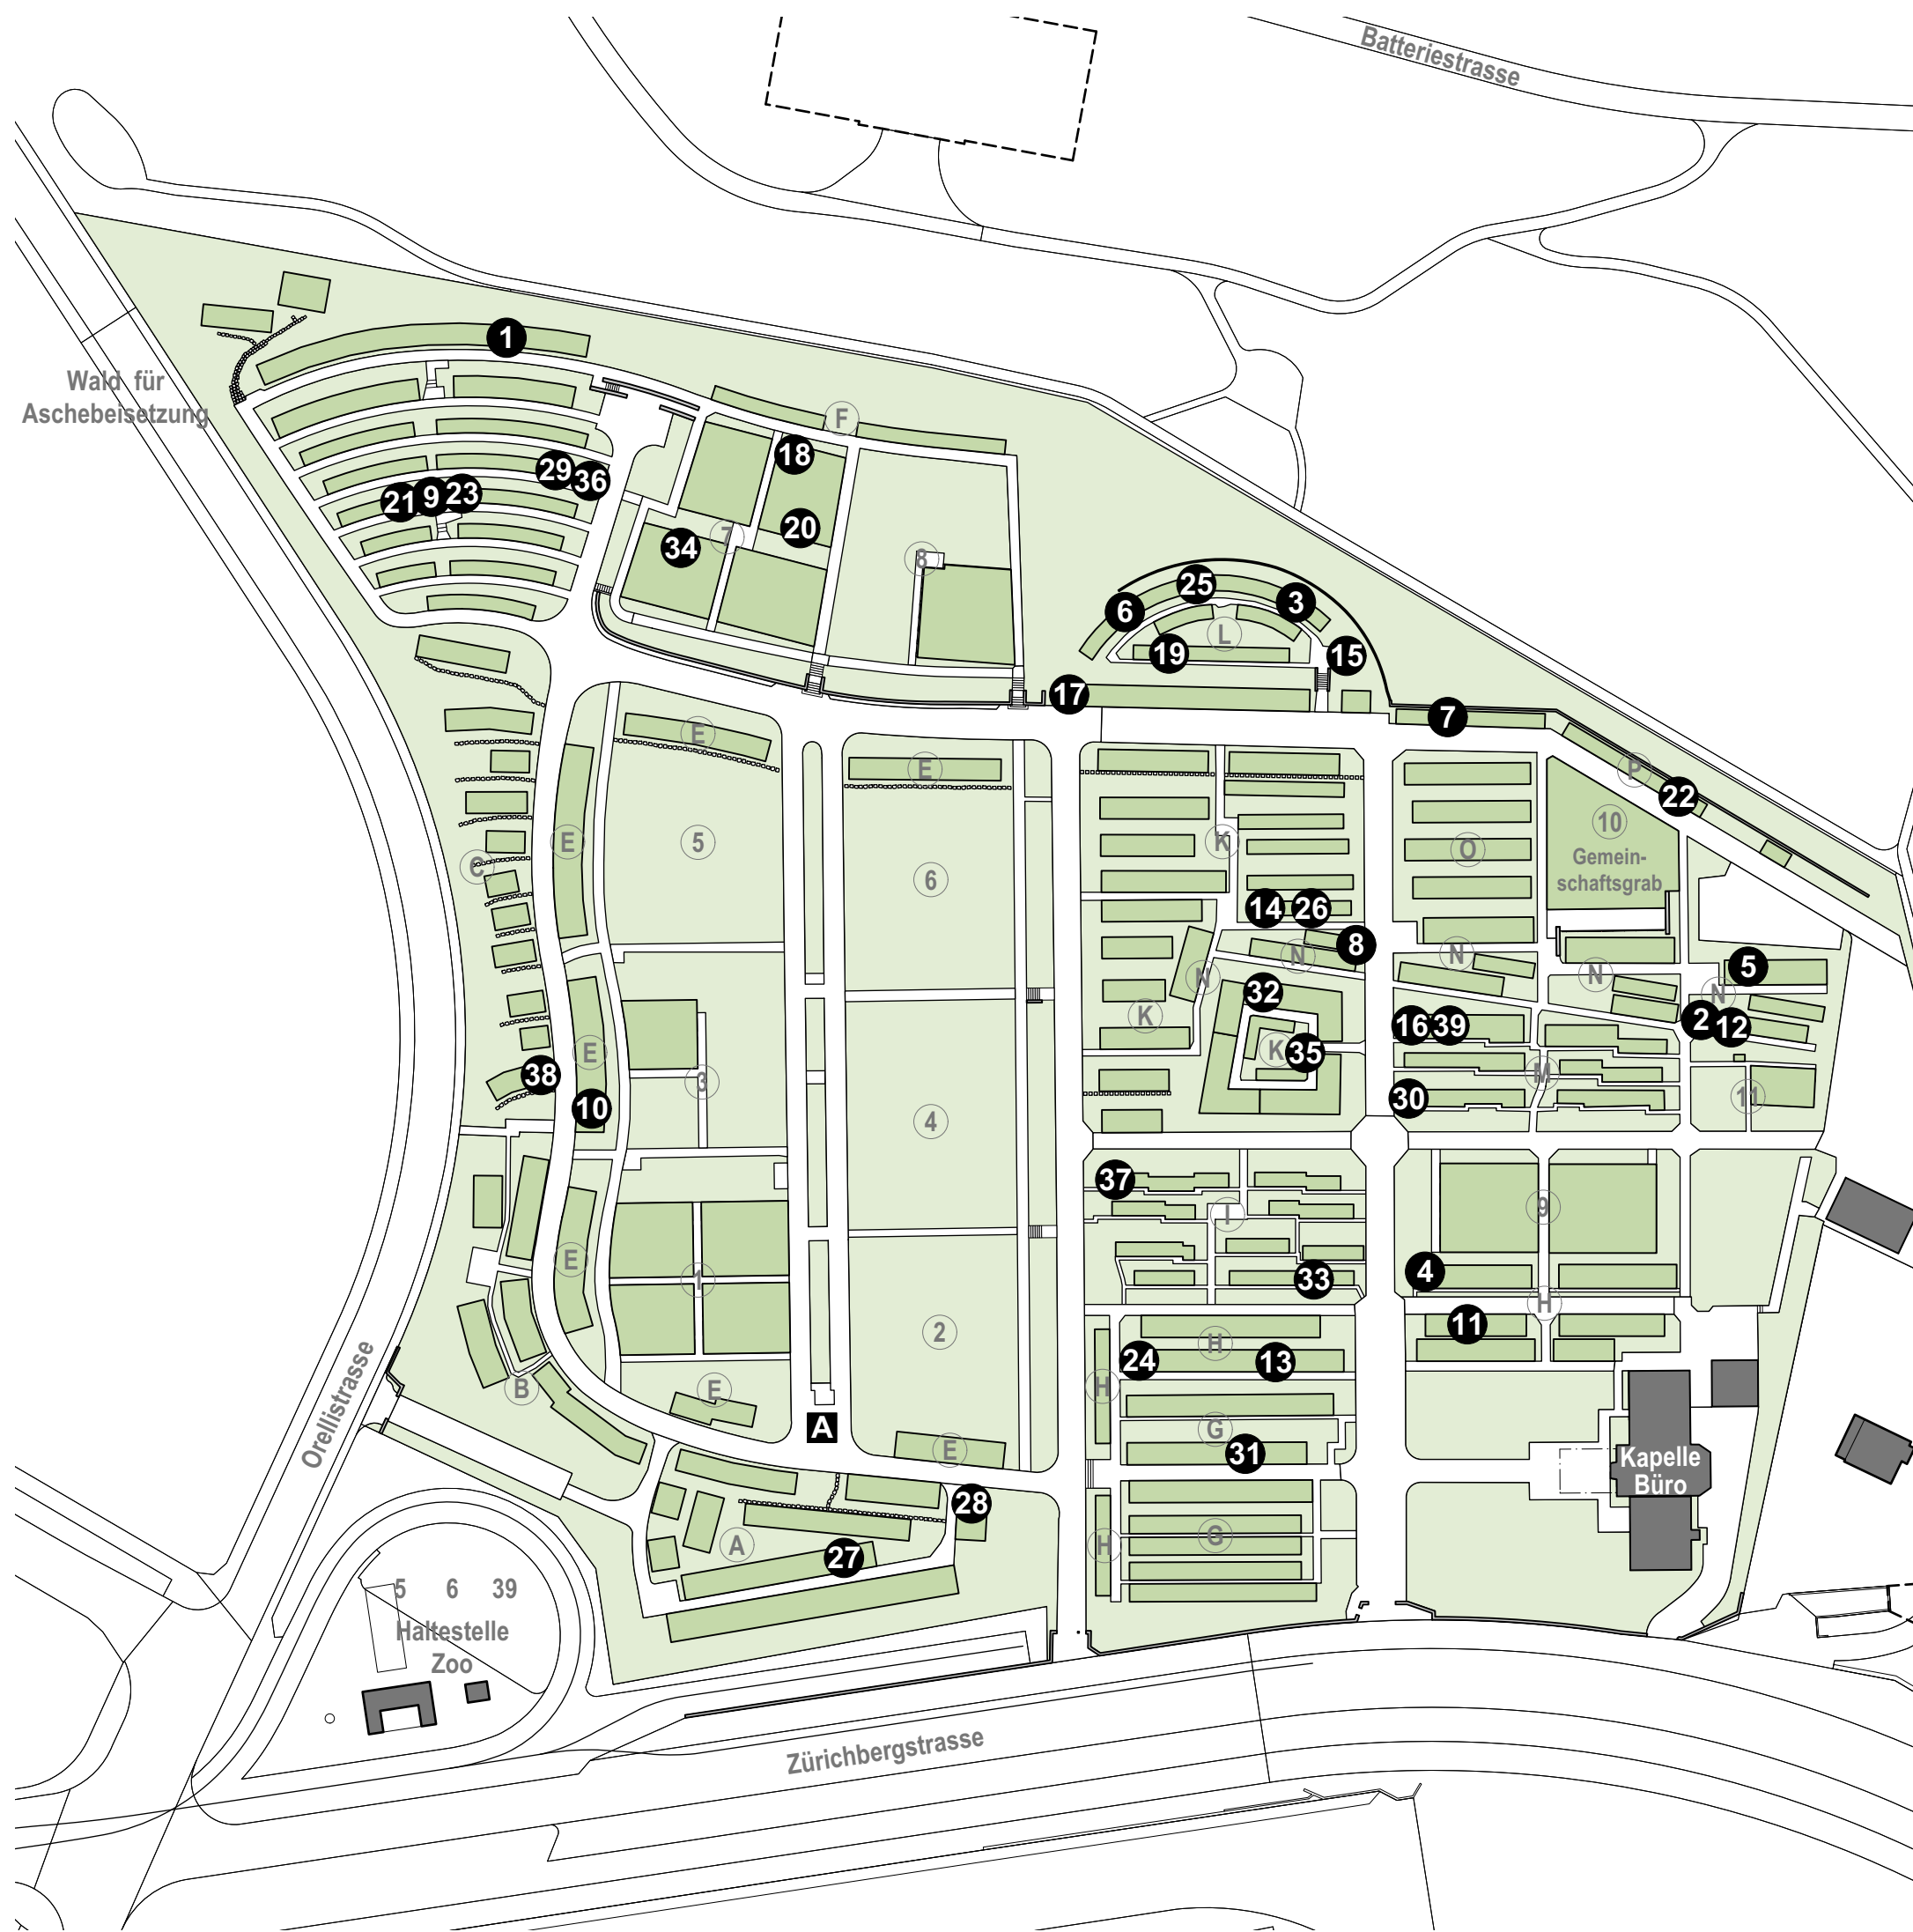 Batteriestrasse
1
Wald für
Aschebeisetzung
F
18
29
36
21
9
23
20
34
7
8
25
3
6
L
19
15
17
7
E
E
P
22
E
5
6
C
K
O
10
Gemein-
schaftsgrab
14
26
8
N
N
N
N
5
N
32
K
16
39
2
12
K
35
E
38
3
10
4
M
30
11
37
I
9
E
1
33
4
H
2
11
H
24
13
H
B
E
A
G
31
E
Kapelle
Büro
Orellistrasse
28
A
27
H
G
5 6 39
Haltestelle
Zoo
Zürichbergstrasse